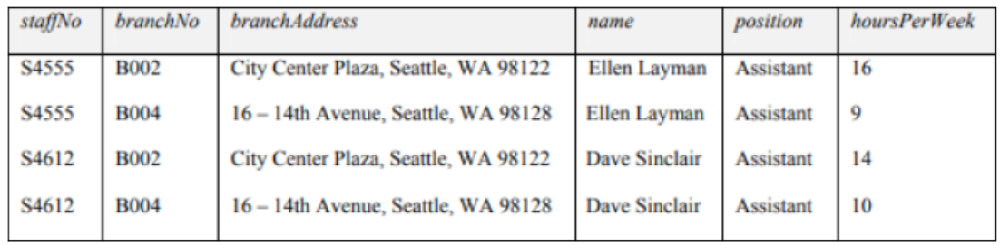 staffNo branchNo branchAddress name position hoursPerWeek
S4555 B002 City Center Plaza, Seattle, WA 98122 Ellen Layman Assistant 16
S4555 B004 16 – 14th Avenue, Seattle, WA 98128 Ellen Layman Assistant 9
S4612 B002 City Center Plaza, Seattle, WA 98122 Dave Sinclair Assistant 14
S4612 B004 16 – 14th Avenue, Seattle, WA 98128 Dave Sinclair Assistant 10